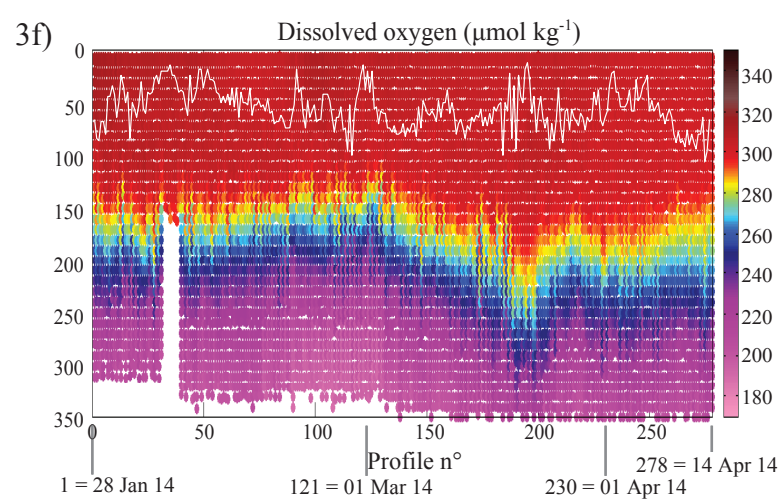 3f)
Dissolved oxygen (µmol kg-1)
0
50
100
150
200
250
300
350
0 50 100 150 200 250
Profile n°
1 = 28 Jan 14
121 = 01 Mar 14
230 = 01 Apr 14
278 = 14 Apr 14
340
320
300
280
260
240
220
200
180